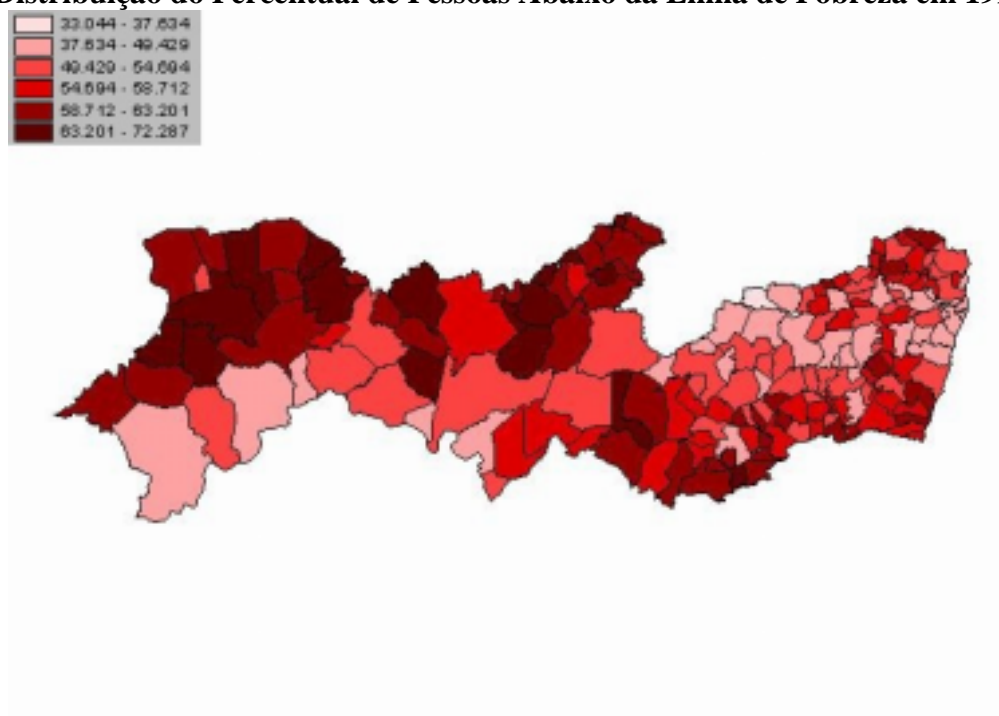 Distribuição do Percentual de Pessoas Abaixo da Linha de Pobreza em
33.044 - 37.634
37.634 - 49.429
49.429 - 54.694
54.694 - 58.712
58.712 - 63.201
63.201 - 72.287